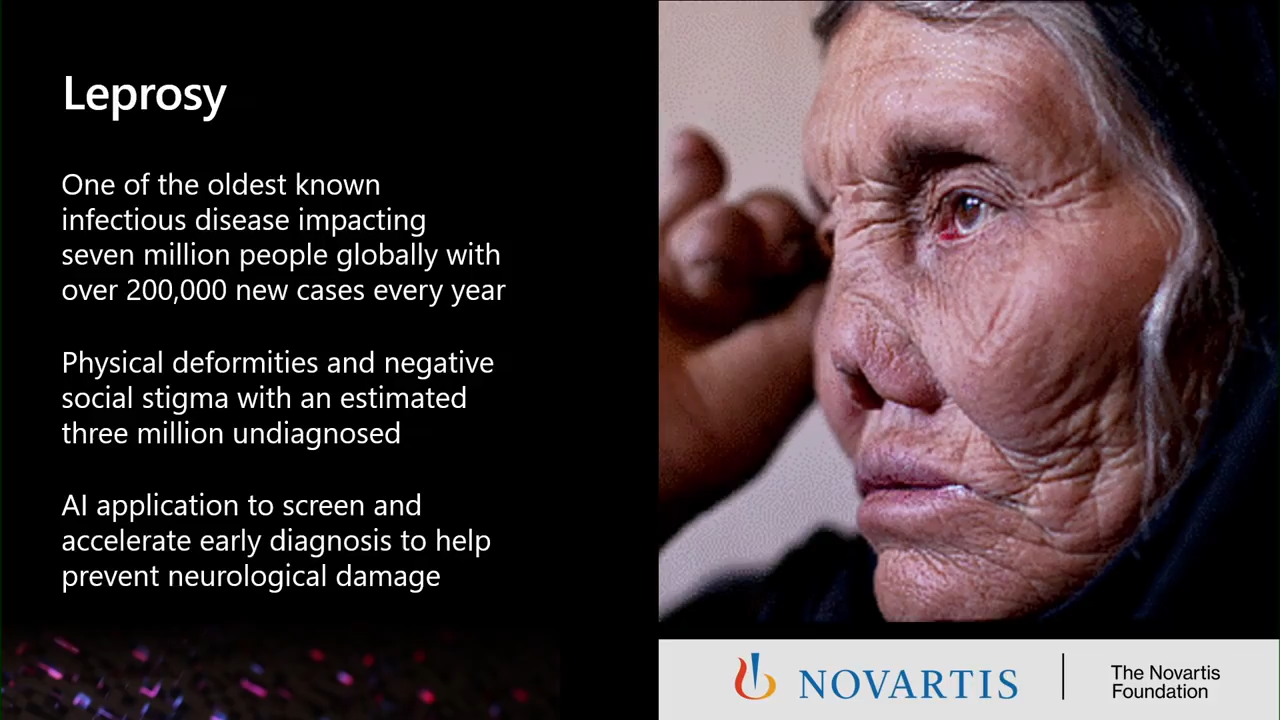 Leprosy
One of the oldest known
infectious disease impacting
seven million people globally with
over 200,000 new cases every year
Physical deformities and negative
social stigma with an estimated
three million undiagnosed
AI application to screen and
accelerate early diagnosis to help
prevent neurological damage
NOVARTIS
The Novartis
Foundation